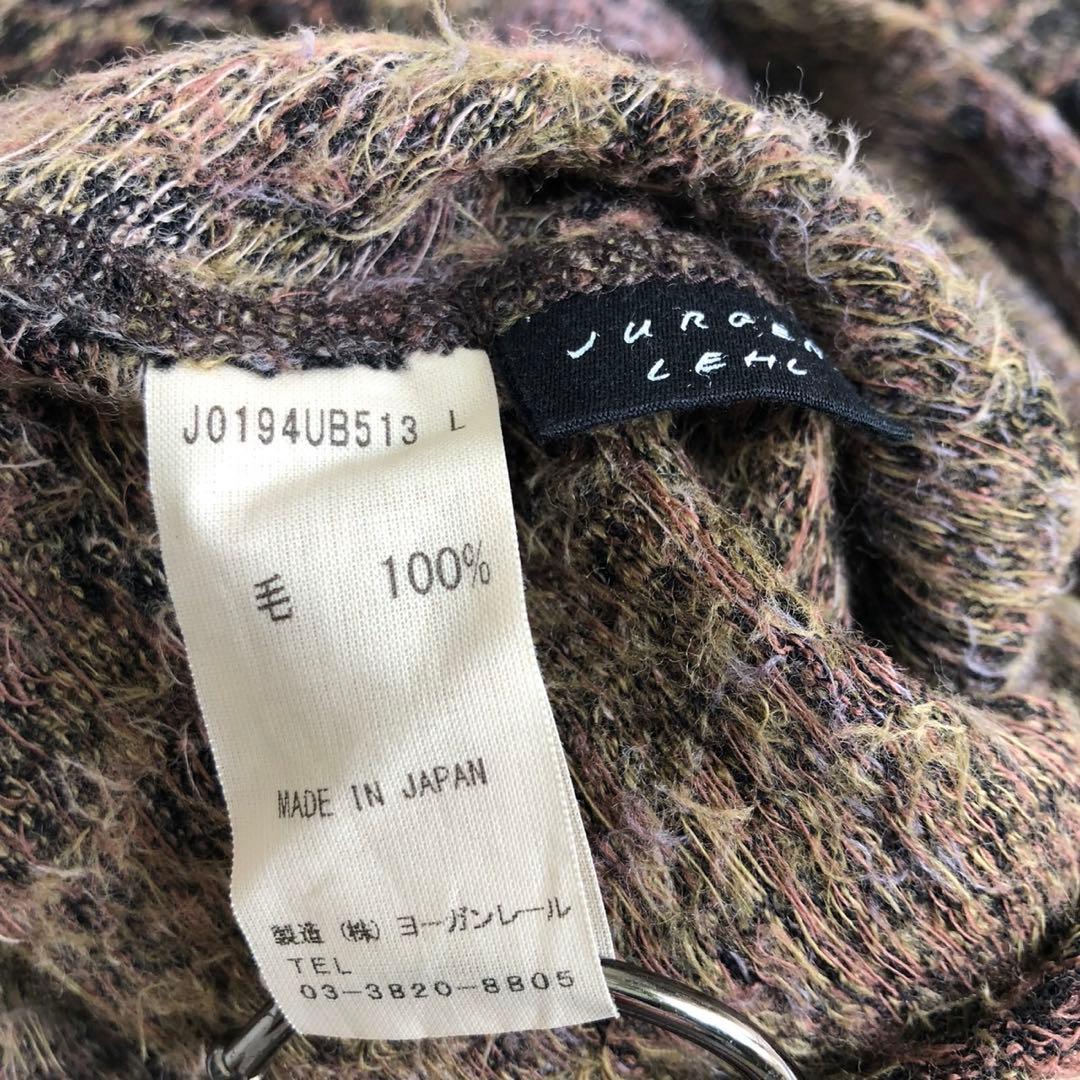 JURGEN
LEHL
J0194UB513 L
毛 100%
MADE IN JAPAN
製造 (株) ヨーガンレール
TEL
03-3820-8805